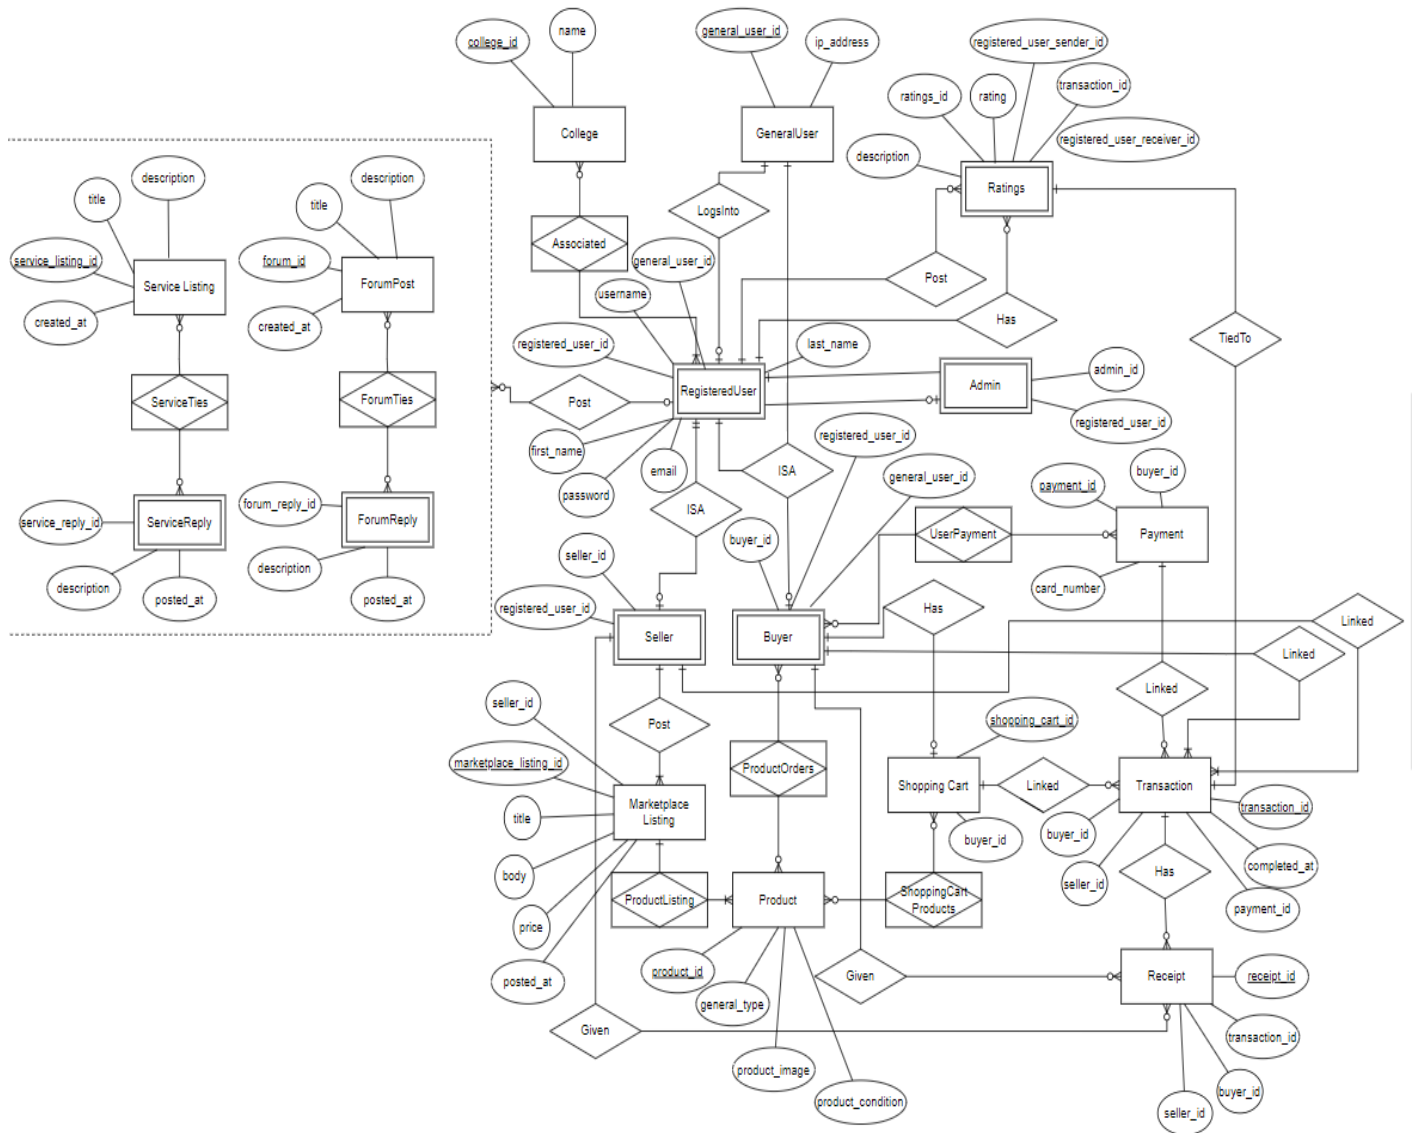 name
college_id
general_user_id
ip_address
registered_user_sender_id
ratings_id
rating
transaction_id
College
GeneralUser
registered_user_receiver_id
description
Ratings
description
description
title
title
LogsInto
Associated
service_listing_id
forum_id
general_user_id
Post
Service Listing
ForumPost
username
created_at
created_at
Has
registered_user_id
last_name
TiedTo
RegisteredUser
Admin
admin_id
ServiceTies
ForumTies
Post
registered_user_id
first_name
email
registered_user_id
ISA
buyer_id
password
general_user_id
payment_id
forum_reply_id
ISA
service_reply_id
ServiceReply
ForumReply
UserPayment
Payment
buyer_id
seller_id
description
description
card_number
posted_at
posted_at
registered_user_id
Has
Linked
Seller
Buyer
Linked
Linked
seller_id
Post
shopping_cart_id
marketplace_listing_id
ProductOrders
Shopping Cart
Linked
Transaction
Marketplace
Listing
title
transaction_id
buyer_id
buyer_id
completed_at
body
Has
seller_id
ProductListing
Product
ShoppingCart
Products
payment_id
price
product_id
Given
Receipt
receipt_id
posted_at
general_type
Given
transaction_id
product_image
buyer_id
product_condition
seller_id